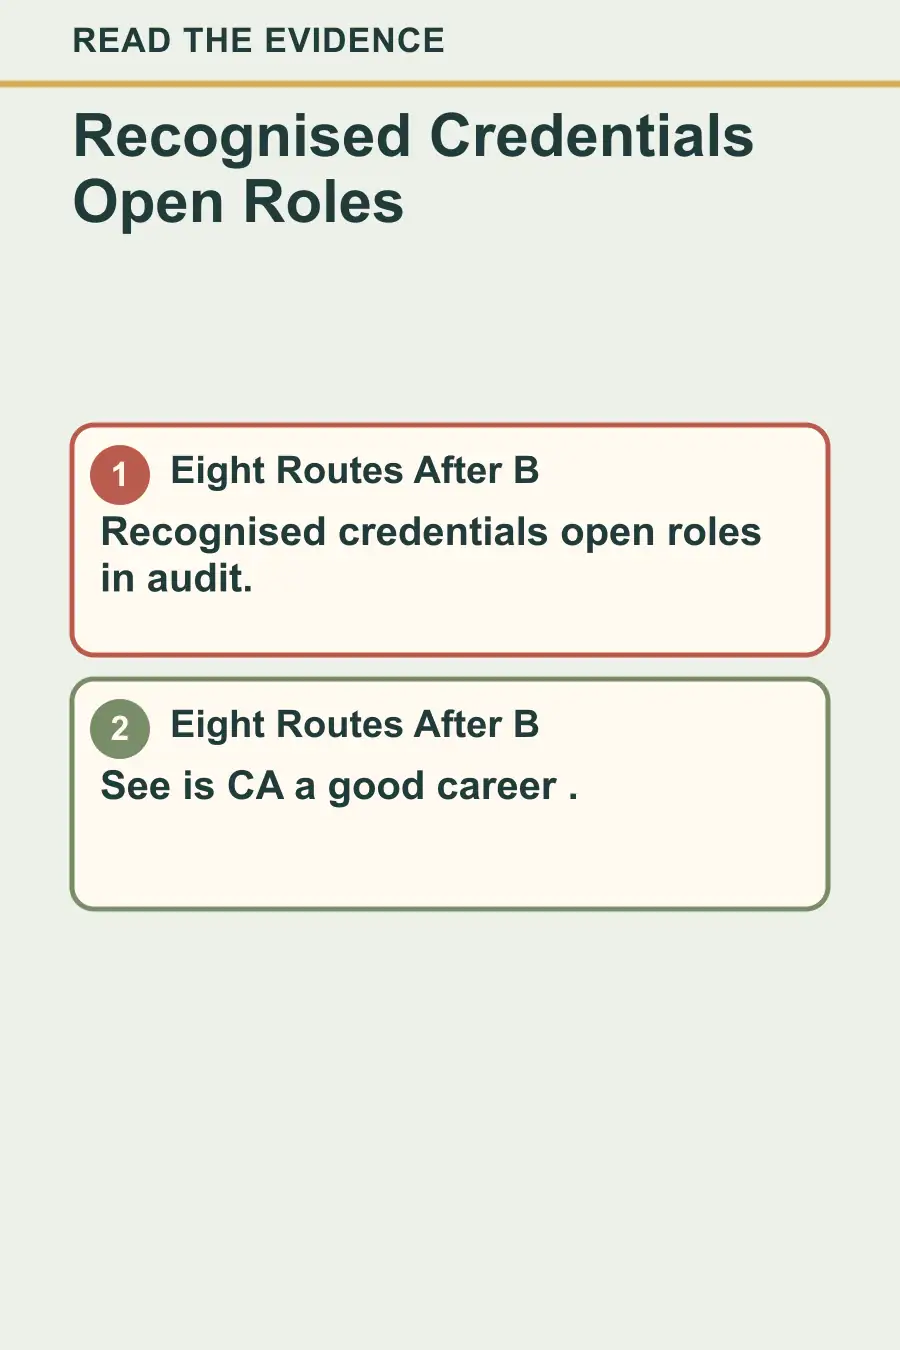 READ THE EVIDENCE
Recognised Credentials
Open Roles
1 Eight Routes After B
Recognised credentials open roles
in audit.
2 Eight Routes After B
See is CA a good career .